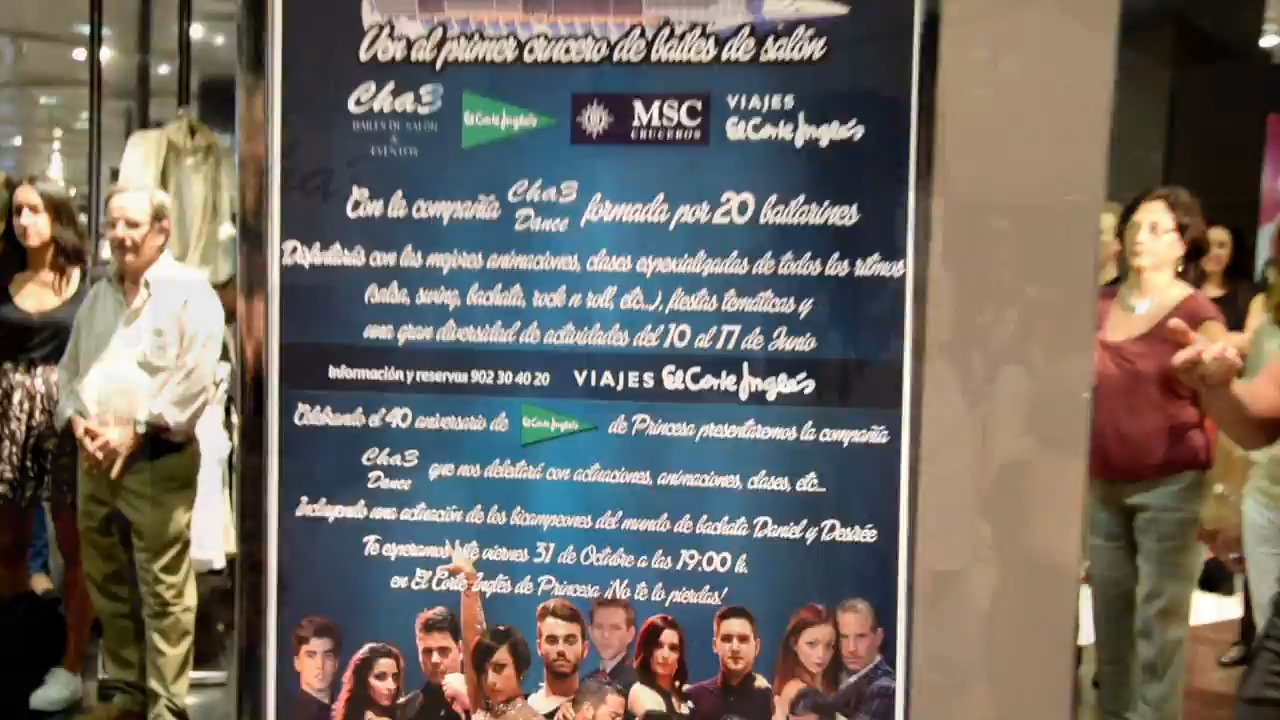 Ven al primer crucero de bailes de salón
Cha3
BAILES DE SALÓN
&
EVENTOS
El Corte Inglés
MSC
CRUCEROS
VIAJES
El Corte Inglés
Con la compañía Cha3 Dance formada por 20 bailarines
Disfrutarás con las mejores animaciones, clases espexializadas de todos los ritmos
(salsa, swing, bachata, rock n roll, etc...), fiestas temáticas y
una gran diversidad de actividades del 10 al 17 de Junio
Información y reservas 902 30 40 20 VIAJES El Corte Inglés
Celebrando el 40 aniversario de El Corte Inglés de Princesa presentaremos la compañía
Cha3 Dance que nos deleitará con actuaciones, animaciones, clases, etc...
Incluyendo una actuación de los bicampeones del mundo de bachata Daniel y Desirée
Te esperamos este viernes 31 de Octubre a las 19:00 h.
en El Corte Inglés de Princesa ¡No te lo pierdas!